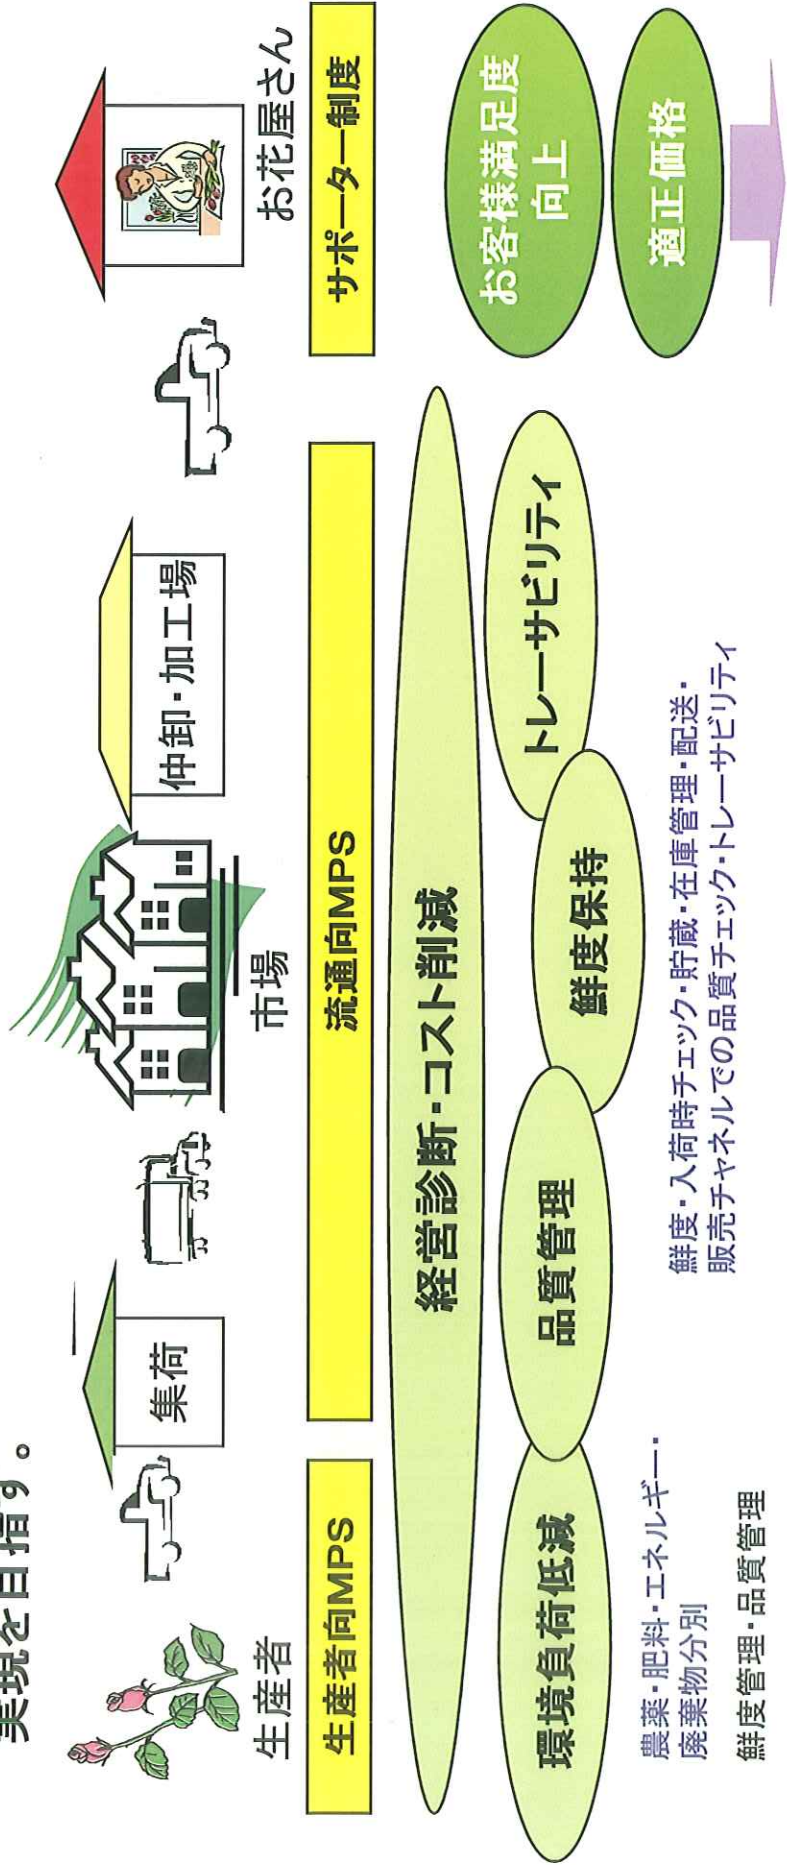 実現を目指す。
集荷
仲卸・加工場
生産者
市場
お花屋さん
生産者向MPS
流通向MPS
サポーター制度
経営診断・コスト削減
環境負荷低減
品質管理
鮮度保持
トレーサビリティ
お客様満足度
向上
適正価格
農薬・肥料・エネルギー・
廃棄物分別
鮮度管理・品質管理
鮮度・入荷時チェック・貯蔵・在庫管理・配送・
販売チャネルでの品質チェック・トレーサビリティ